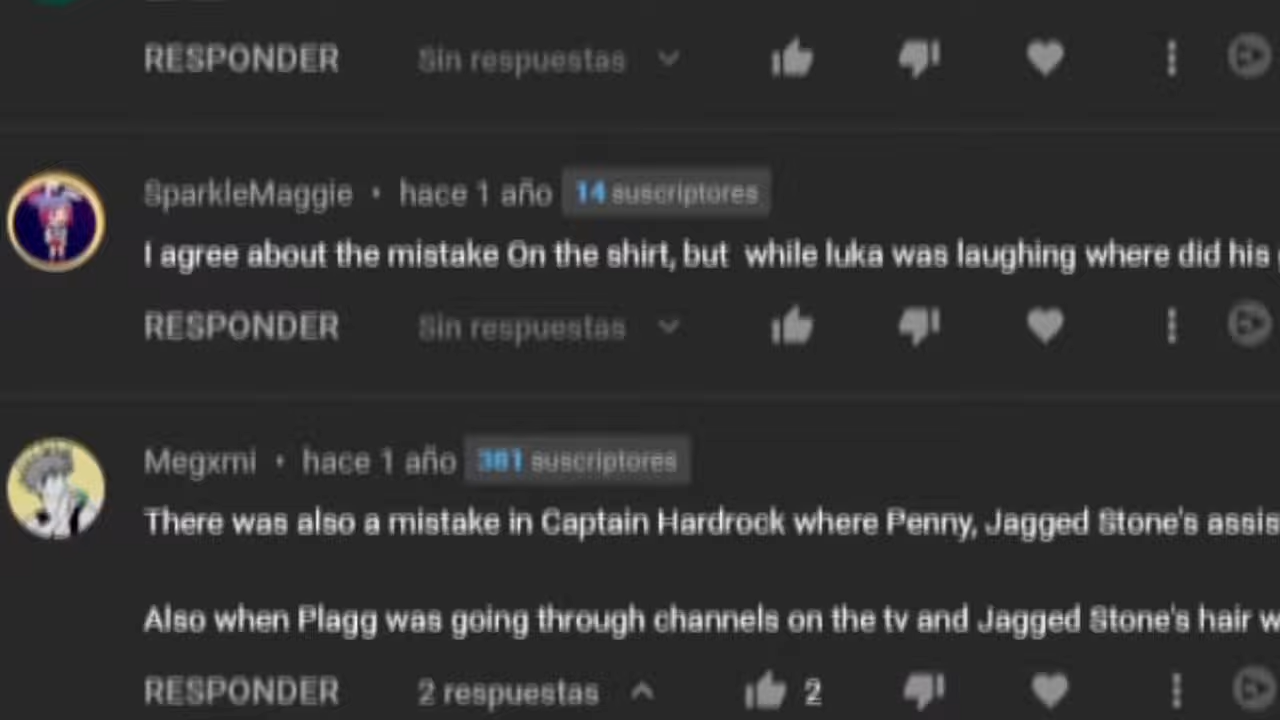 RESPONDER Sin respuestas
SparkleMaggie • hace 1 año 14 suscriptores
I agree about the mistake On the shirt, but while luka was laughing where did his
RESPONDER Sin respuestas
Megxmi • hace 1 año 381 suscriptores
There was also a mistake in Captain Hardrock where Penny, Jagged Stone's assis
Also when Plagg was going through channels on the tv and Jagged Stone's hair w
RESPONDER 2 respuestas 2